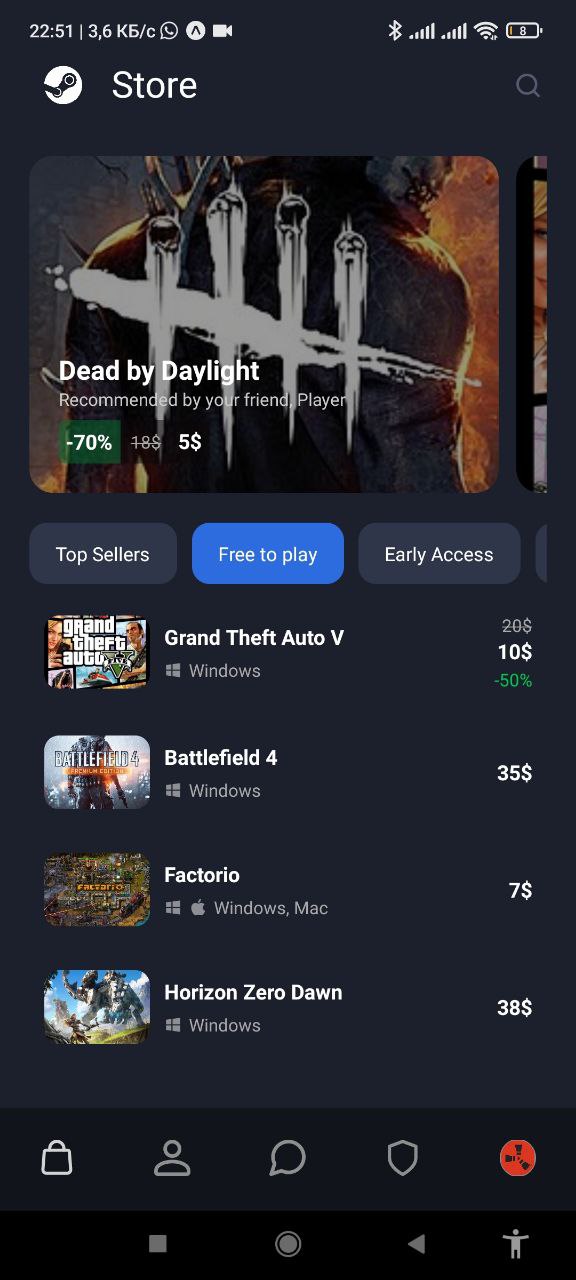 22:51 | 3,6 КБ/с
8
Store
Dead by Daylight
Recommended by your friend, Player
-70% 18$ 5$
Top Sellers
Free to play
Early Access
grand
theft
auto
Grand Theft Auto V
Windows
20$
10$
-50%
BATTLEFIELD 4
PREMIUM EDITION
Battlefield 4
Windows
35$
FACTORIO
Factorio
Windows, Mac
7$
Horizon Zero Dawn
Windows
38$